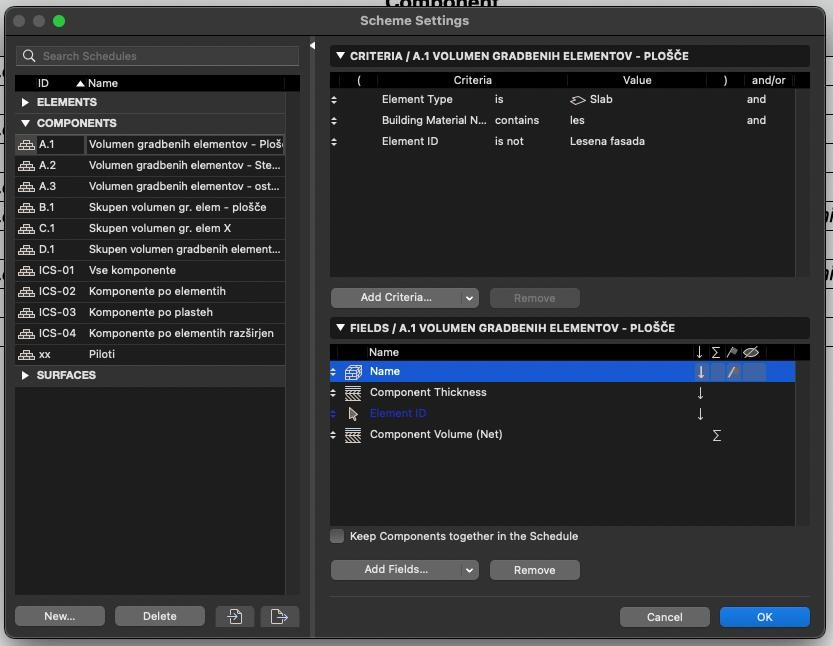 Component
Scheme Settings
Search Schedules
ID Name
ELEMENTS
COMPONENTS
A.1 Volumen gradbenih elementov - Plošč
A.2 Volumen gradbenih elementov - Ste...
A.3 Volumen gradbenih elementov - ost...
B.1 Skupen volumen gr. elem - plošče
C.1 Skupen volumen gr. elem X
D.1 Skupen volumen gradbenih element...
ICS-01 Vse komponente
ICS-02 Komponente po elementih
ICS-03 Komponente po plasteh
ICS-04 Komponente po elementih razširjen
xx Piloti
SURFACES
New...
Delete
CRITERIA / A.1 VOLUMEN GRADBENIH ELEMENTOV - PLOŠČE
( Criteria Value ) and/or
Element Type is Slab and
Building Material N... contains les and
Element ID is not Lesena fasada
Add Criteria...
Remove
FIELDS / A.1 VOLUMEN GRADBENIH ELEMENTOV - PLOŠČE
Name ↓ Σ
Name ↓
Component Thickness ↓
Element ID ↓
Component Volume (Net) Σ
Keep Components together in the Schedule
Add Fields...
Remove
Cancel
OK